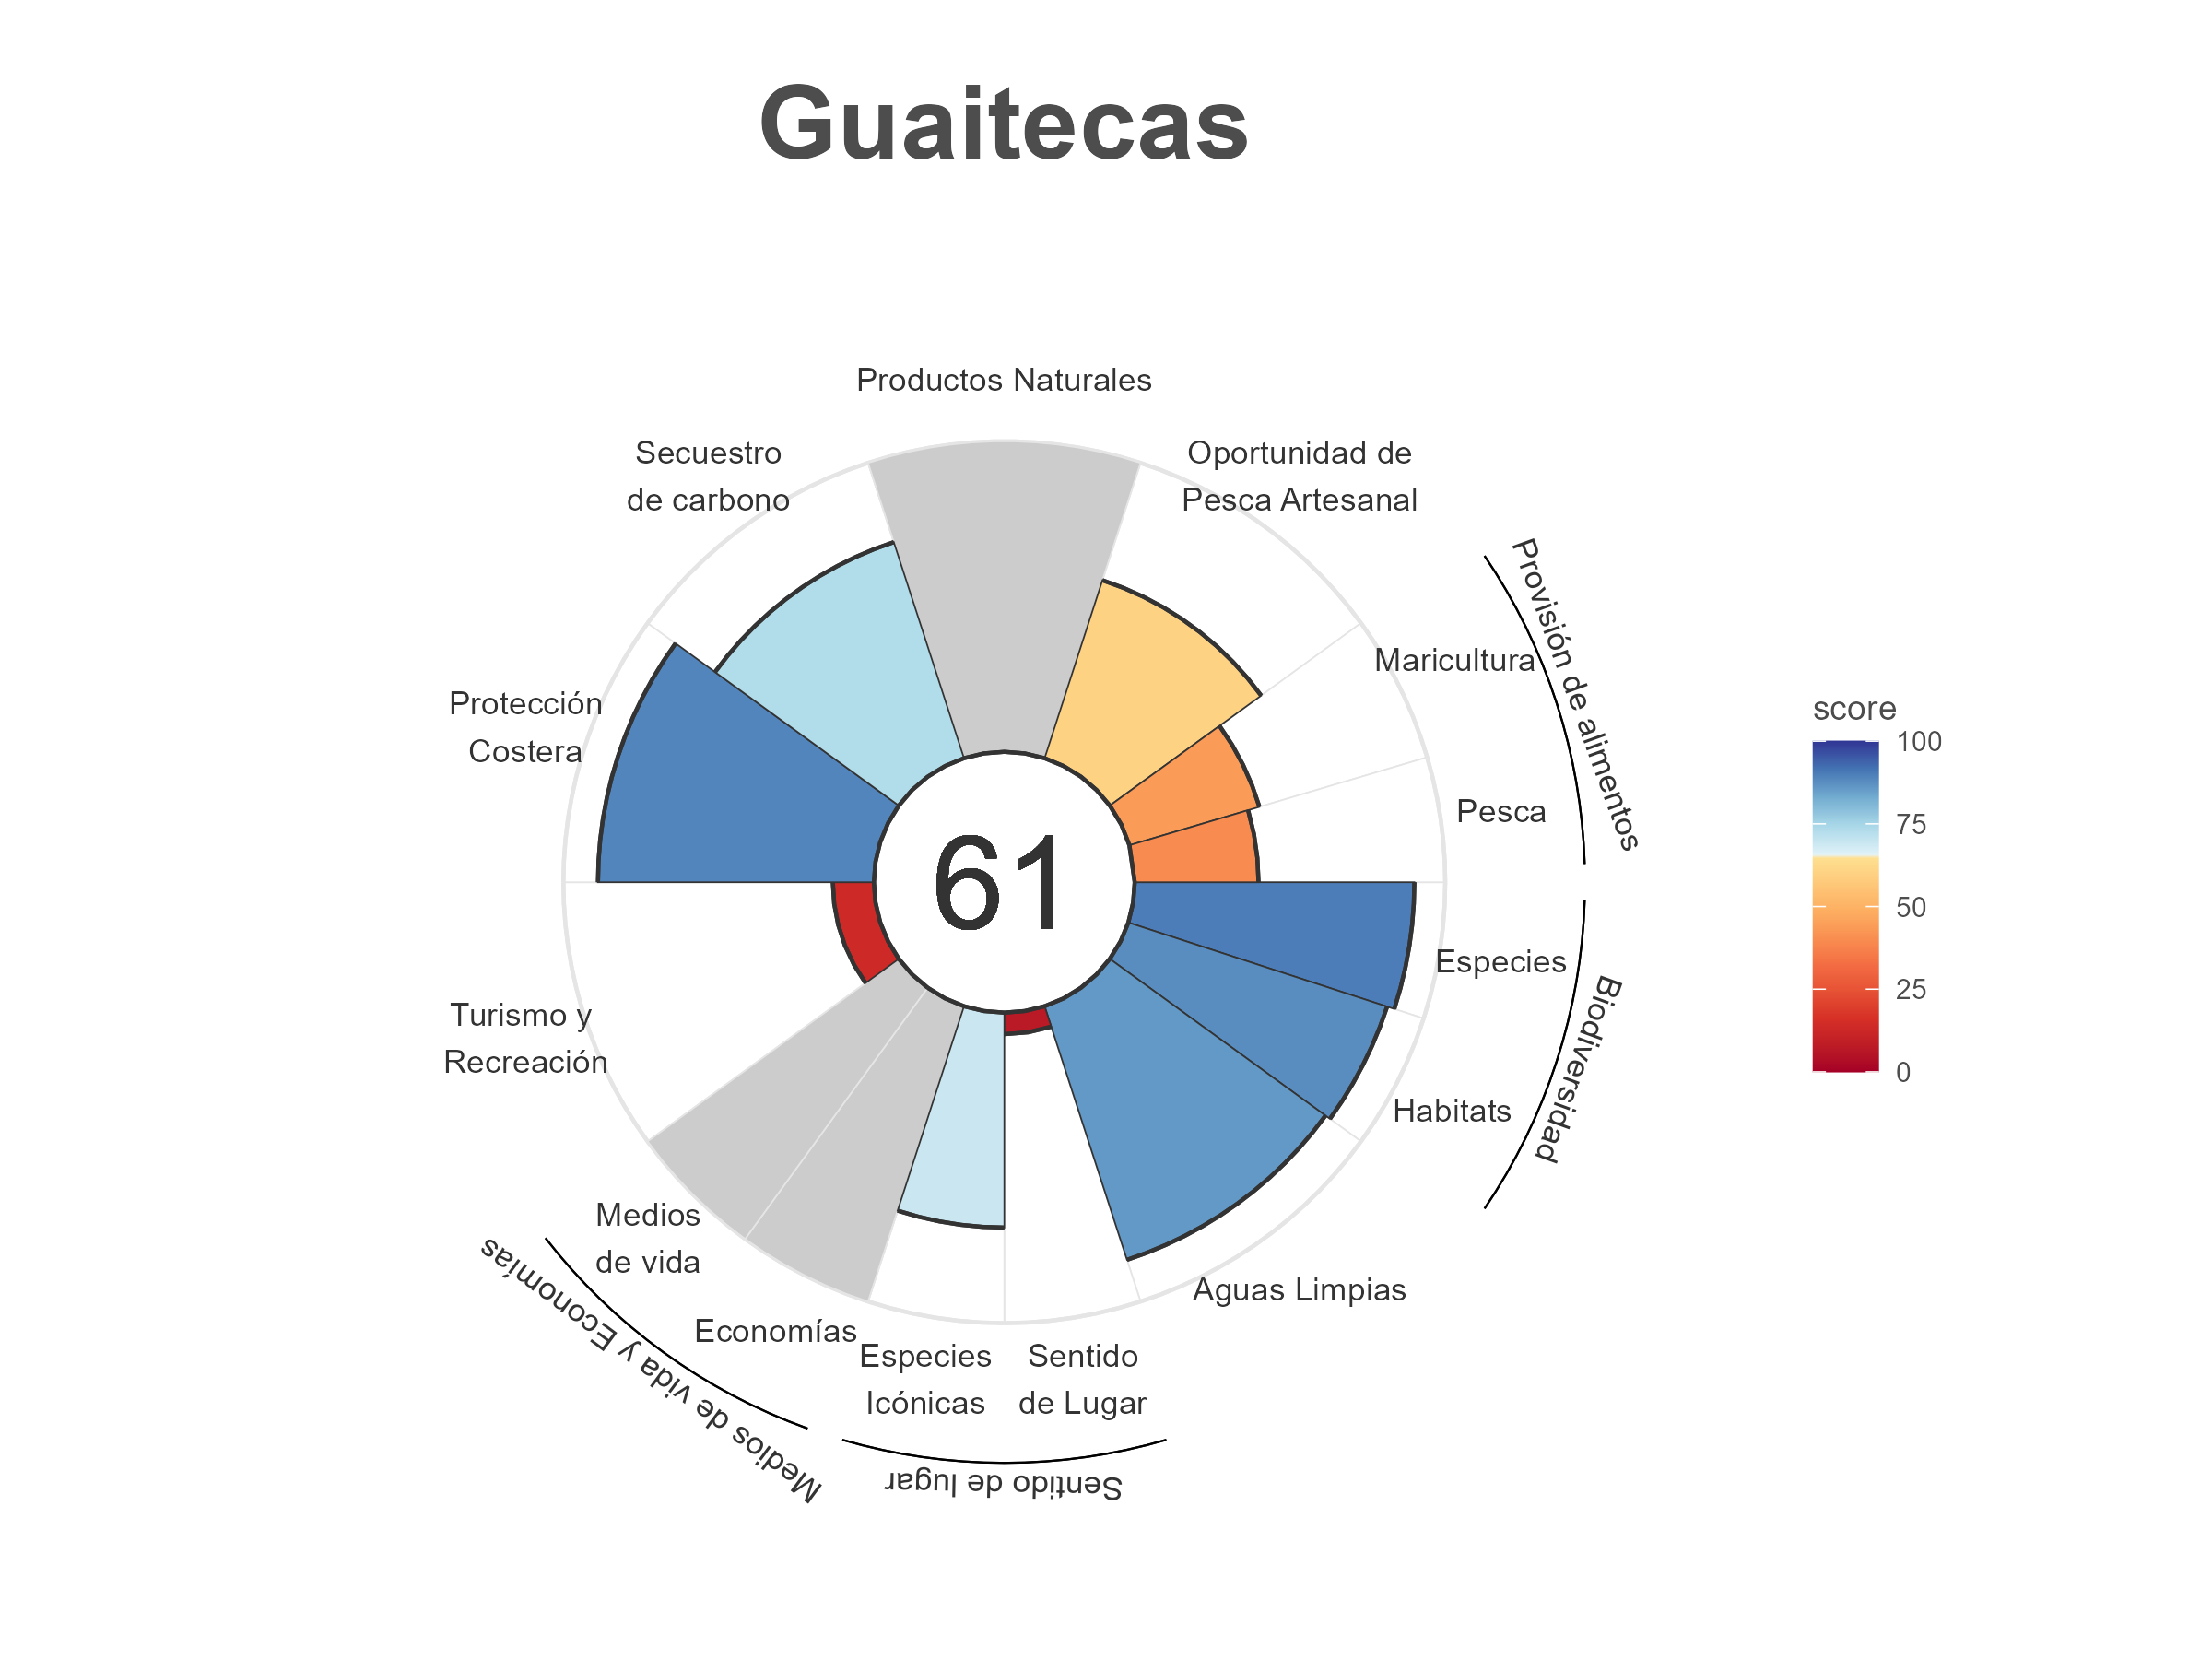 Guaitecas
Productos Naturales
Secuestro
de carbono
Oportunidad de
Pesca Artesanal
Provisión de alimentos
Maricultura
Protección
Costera
Pesca
61
score
100
75
50
25
0
Especies
Biodiversidad
Habitats
Turismo y
Recreación
Medios
de vida
Aguas Limpias
Economías
Medios de vida y Economías
Especies
Icónicas
Sentido
de Lugar
Sentido de lugar